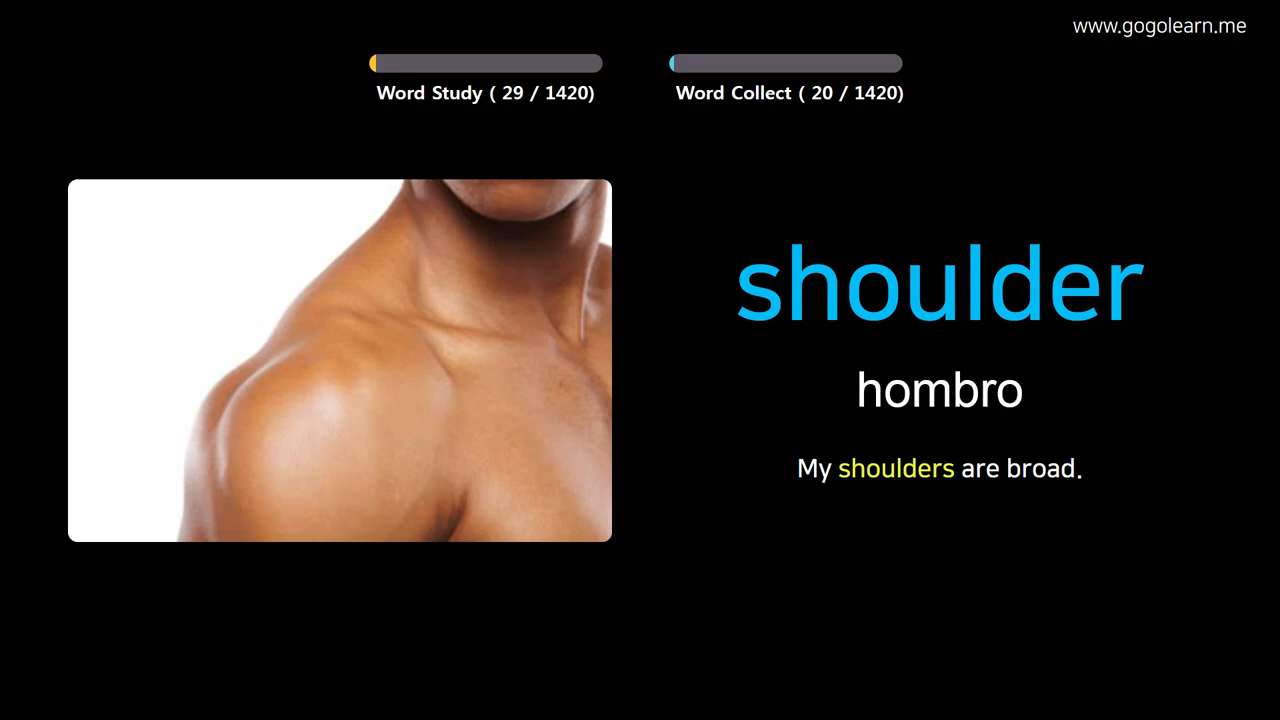 www.gogolearn.me
Word Study ( 29 / 1420)
Word Collect ( 20 / 1420)
shoulder
hombro
My shoulders are broad.